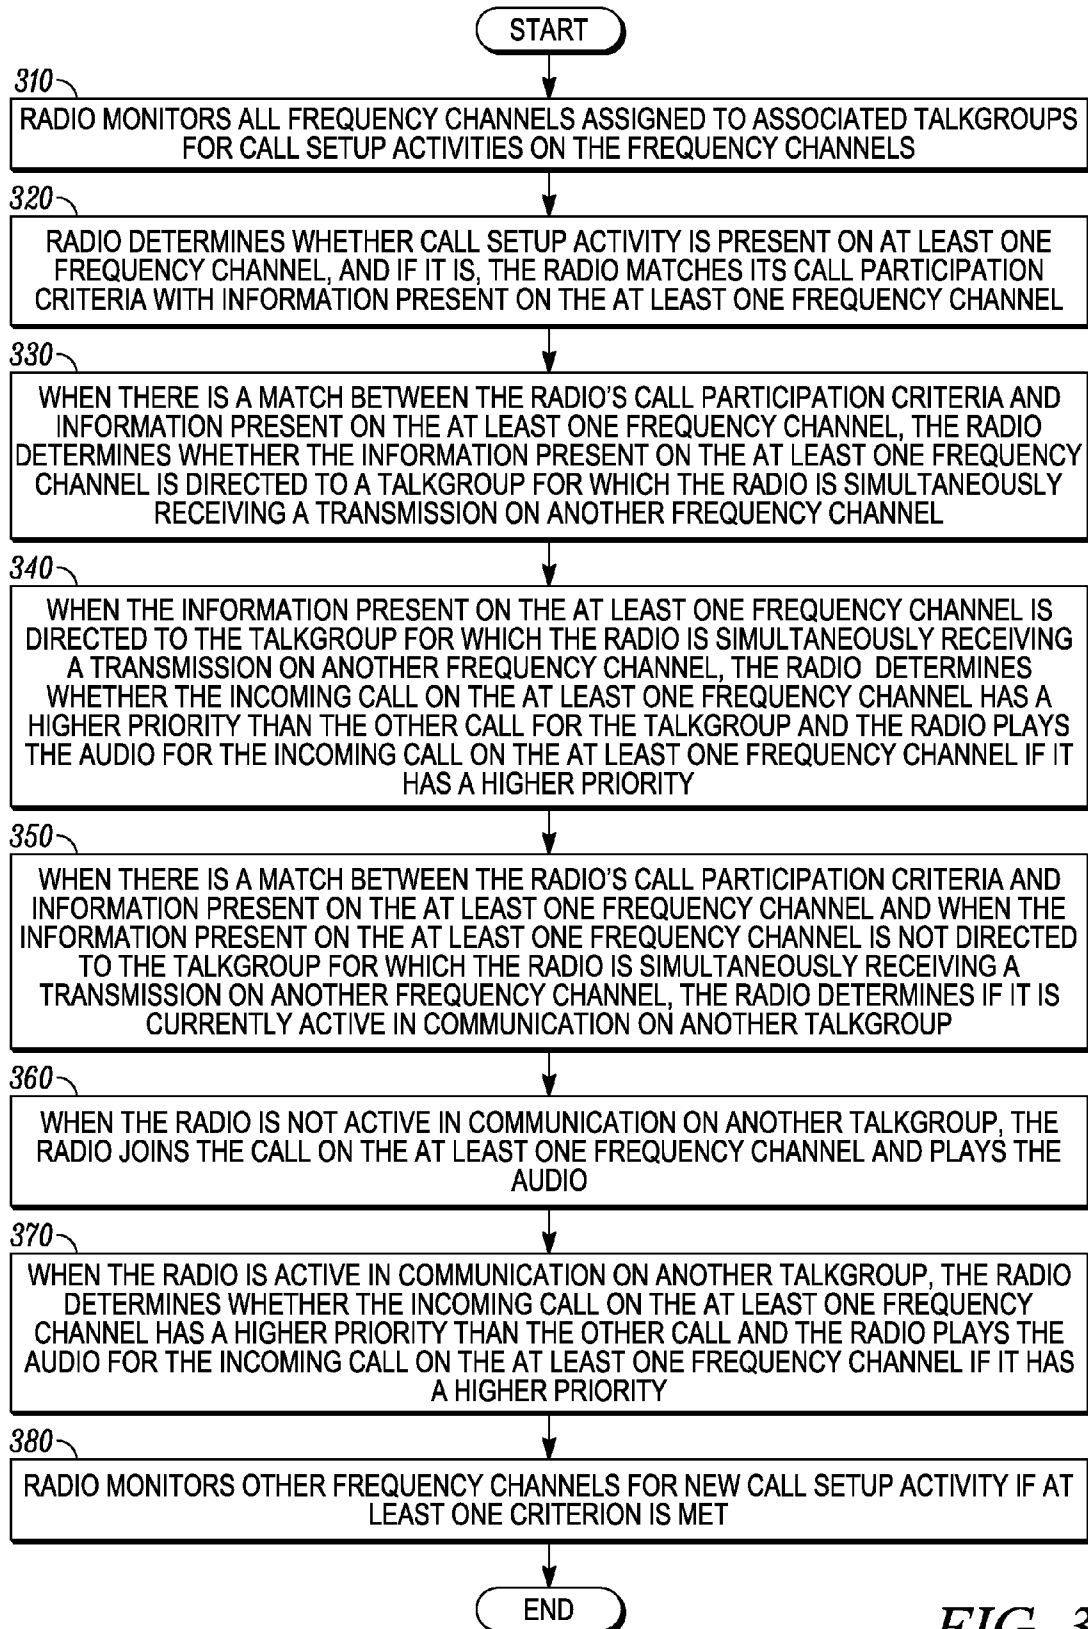 START
310
RADIO MONITORS ALL FREQUENCY CHANNELS ASSIGNED TO ASSOCIATED TALKGROUPS
FOR CALL SETUP ACTIVITIES ON THE FREQUENCY CHANNELS
320
RADIO DETERMINES WHETHER CALL SETUP ACTIVITY IS PRESENT ON AT LEAST ONE
FREQUENCY CHANNEL, AND IF IT IS, THE RADIO MATCHES ITS CALL PARTICIPATION
CRITERIA WITH INFORMATION PRESENT ON THE AT LEAST ONE FREQUENCY CHANNEL
330
WHEN THERE IS A MATCH BETWEEN THE RADIO'S CALL PARTICIPATION CRITERIA AND
INFORMATION PRESENT ON THE AT LEAST ONE FREQUENCY CHANNEL, THE RADIO
DETERMINES WHETHER THE INFORMATION PRESENT ON THE AT LEAST ONE FREQUENCY
CHANNEL IS DIRECTED TO A TALKGROUP FOR WHICH THE RADIO IS SIMULTANEOUSLY
RECEIVING A TRANSMISSION ON ANOTHER FREQUENCY CHANNEL
340
WHEN THE INFORMATION PRESENT ON THE AT LEAST ONE FREQUENCY CHANNEL IS
DIRECTED TO THE TALKGROUP FOR WHICH THE RADIO IS SIMULTANEOUSLY RECEIVING
A TRANSMISSION ON ANOTHER FREQUENCY CHANNEL, THE RADIO DETERMINES
WHETHER THE INCOMING CALL ON THE AT LEAST ONE FREQUENCY CHANNEL HAS A
HIGHER PRIORITY THAN THE OTHER CALL FOR THE TALKGROUP AND THE RADIO PLAYS
THE AUDIO FOR THE INCOMING CALL ON THE AT LEAST ONE FREQUENCY CHANNEL IF IT
HAS A HIGHER PRIORITY
350
WHEN THERE IS A MATCH BETWEEN THE RADIO'S CALL PARTICIPATION CRITERIA AND
INFORMATION PRESENT ON THE AT LEAST ONE FREQUENCY CHANNEL AND WHEN THE
INFORMATION PRESENT ON THE AT LEAST ONE FREQUENCY CHANNEL IS NOT DIRECTED
TO THE TALKGROUP FOR WHICH THE RADIO IS SIMULTANEOUSLY RECEIVING A
TRANSMISSION ON ANOTHER FREQUENCY CHANNEL, THE RADIO DETERMINES IF IT IS
CURRENTLY ACTIVE IN COMMUNICATION ON ANOTHER TALKGROUP
360
WHEN THE RADIO IS NOT ACTIVE IN COMMUNICATION ON ANOTHER TALKGROUP, THE
RADIO JOINS THE CALL ON THE AT LEAST ONE FREQUENCY CHANNEL AND PLAYS THE
AUDIO
370
WHEN THE RADIO IS ACTIVE IN COMMUNICATION ON ANOTHER TALKGROUP, THE RADIO
DETERMINES WHETHER THE INCOMING CALL ON THE AT LEAST ONE FREQUENCY
CHANNEL HAS A HIGHER PRIORITY THAN THE OTHER CALL AND THE RADIO PLAYS THE
AUDIO FOR THE INCOMING CALL ON THE AT LEAST ONE FREQUENCY CHANNEL IF IT HAS
A HIGHER PRIORITY
380
RADIO MONITORS OTHER FREQUENCY CHANNELS FOR NEW CALL SETUP ACTIVITY IF AT
LEAST ONE CRITERION IS MET
END
FIG. 3